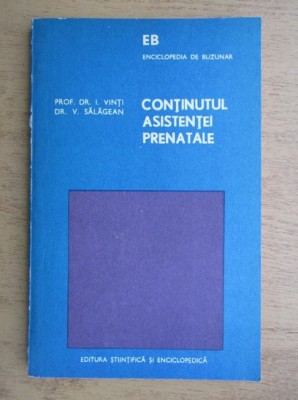 EB
ENCICLOPEDIA DE BUZUNAR
PROF. DR. I. VINȚI
DR. V. SĂLĂGEAN
CONȚINUTUL
ASISTENȚEI
PRENATALE
EDITURA ȘTIINȚIFICĂ ȘI ENCICLOPEDICĂ